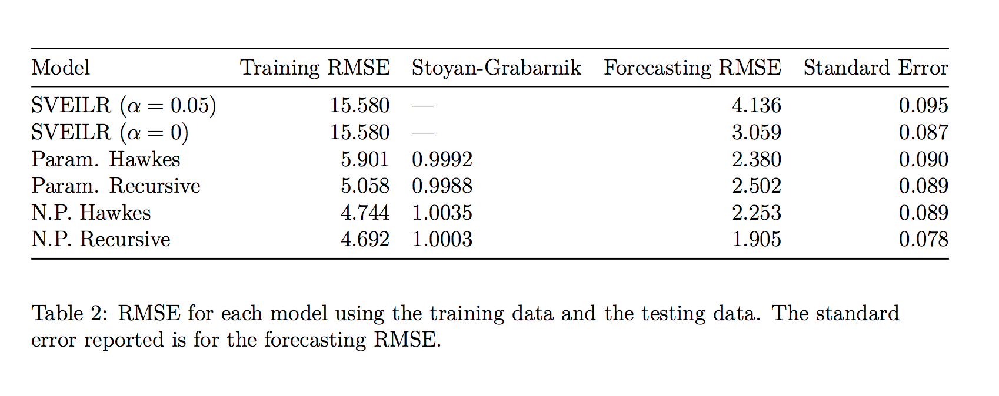 Model Training RMSE Stoyan-Grabarnik Forecasting RMSE Standard Error
SVEILR (α = 0.05) 15.580 — 4.136 0.095
SVEILR (α = 0) 15.580 — 3.059 0.087
Param. Hawkes 5.901 0.9992 2.380 0.090
Param. Recursive 5.058 0.9988 2.502 0.089
N.P. Hawkes 4.744 1.0035 2.253 0.089
N.P. Recursive 4.692 1.0003 1.905 0.078
Table 2: RMSE for each model using the training data and the testing data. The standard
error reported is for the forecasting RMSE.